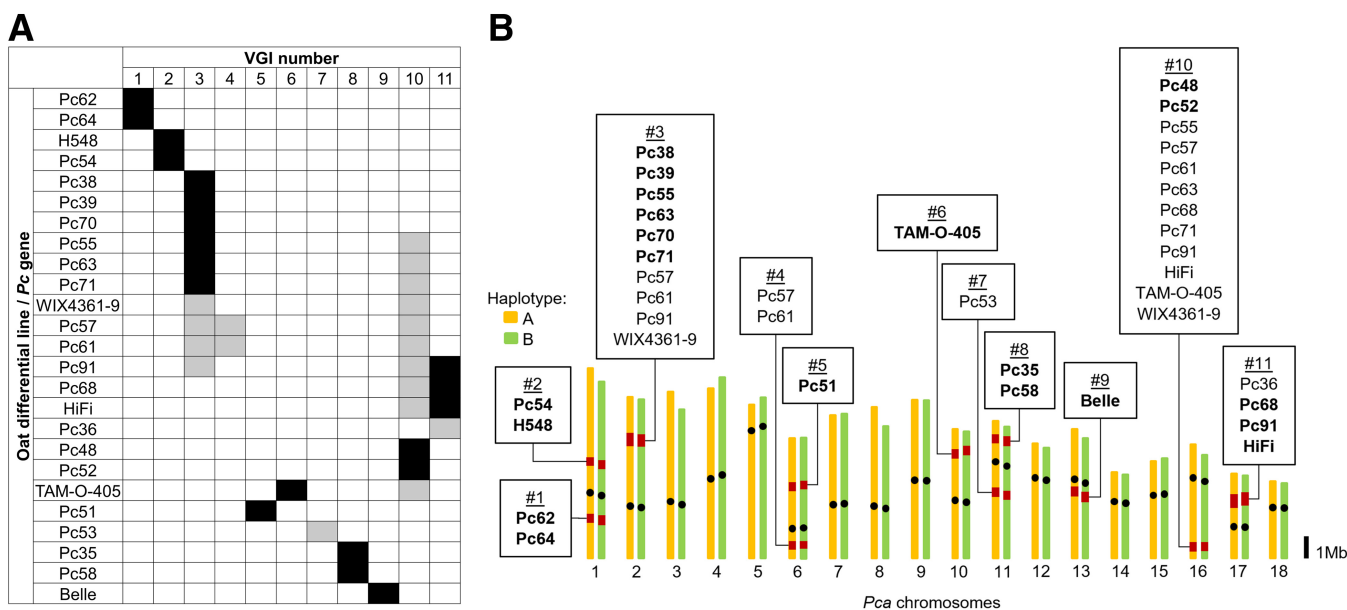 A
VGI number
1 2 3 4 5 6 7 8 9 10 11
Oat differential line / Pc gene
Pc62
Pc64
H548
Pc54
Pc38
Pc39
Pc70
Pc55
Pc63
Pc71
WIX4361-9
Pc57
Pc61
Pc91
Pc68
HiFi
Pc36
Pc48
Pc52
TAM-O-405
Pc51
Pc53
Pc35
Pc58
Belle
B
Haplotype:
A
B
#2
Pc54
H548
#1
Pc62
Pc64
#3
Pc38
Pc39
Pc55
Pc63
Pc70
Pc71
Pc57
Pc61
Pc91
WIX4361-9
#4
Pc57
Pc61
#5
Pc51
#6
TAM-O-405
#7
Pc53
#8
Pc35
Pc58
#9
Belle
#10
Pc48
Pc52
Pc55
Pc57
Pc61
Pc63
Pc68
Pc71
Pc91
HiFi
TAM-O-405
WIX4361-9
#11
Pc36
Pc68
Pc91
HiFi
1Mb
1 2 3 4 5 6 7 8 9 10 11 12 13 14 15 16 17 18
Pca chromosomes